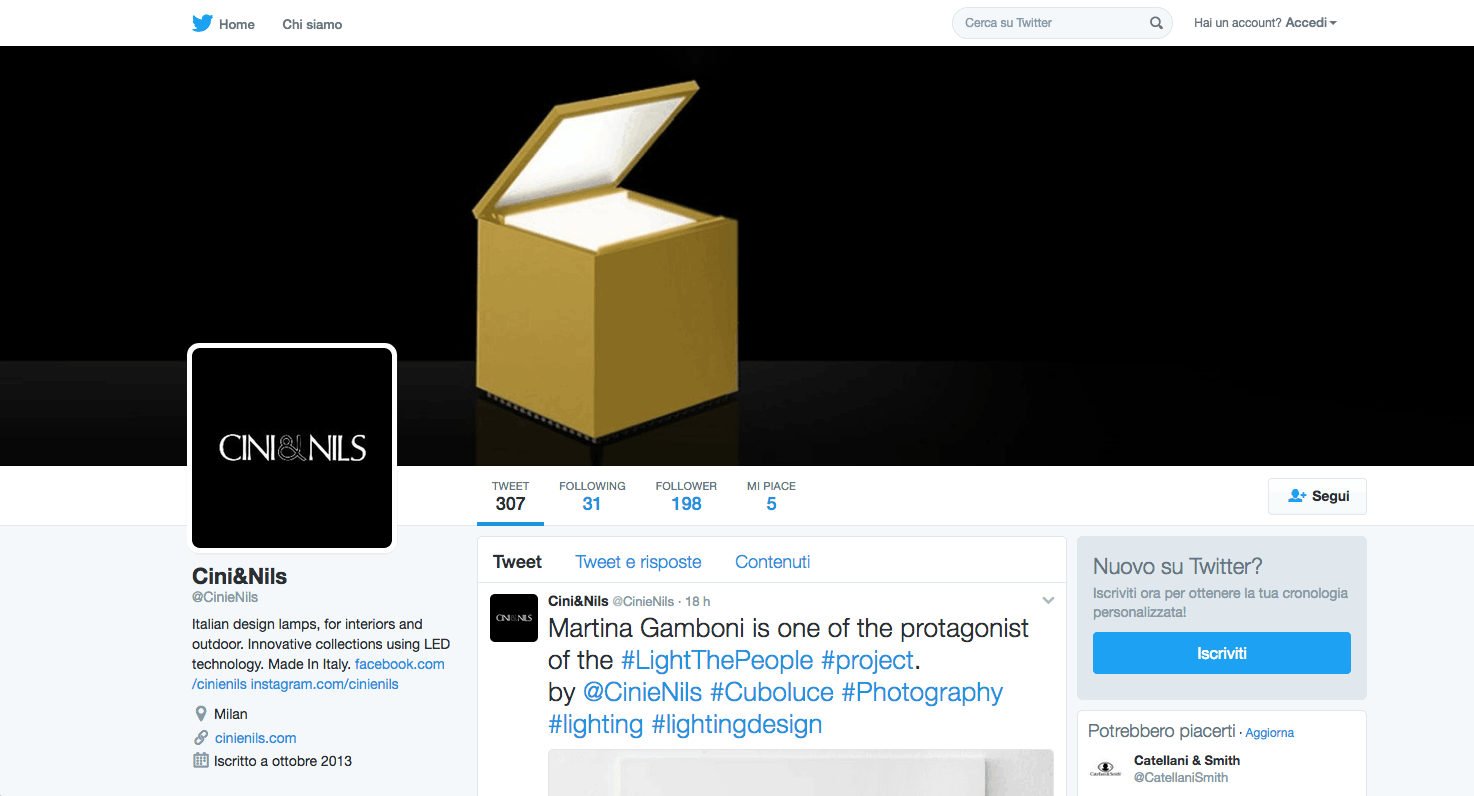 Home
Chi siamo
Cerca su Twitter
Hai un account? Accedi
CINI&NILS
TWEET
307
FOLLOWING
31
FOLLOWER
198
MI PIACE
5
Segui
Cini&Nils
@CinieNils
Italian design lamps, for interiors and
outdoor. Innovative collections using LED
technology. Made In Italy. facebook.com
/cinienils instagram.com/cinienils
Milan
cinienils.com
Iscritto a ottobre 2013
Tweet
Tweet e risposte
Contenuti
CINI&NILS
Cini&Nils @CinieNils · 18 h
Martina Gamboni is one of the protagonist
of the #LightThePeople #project.
by @CinieNils #Cuboluce #Photography
#lighting #lightingdesign
Nuovo su Twitter?
Iscriviti ora per ottenere la tua cronologia
personalizzata!
Iscriviti
Potrebbero piacerti · Aggiorna
Catellani & Smith
Catellani & Smith
@CatellaniSmith